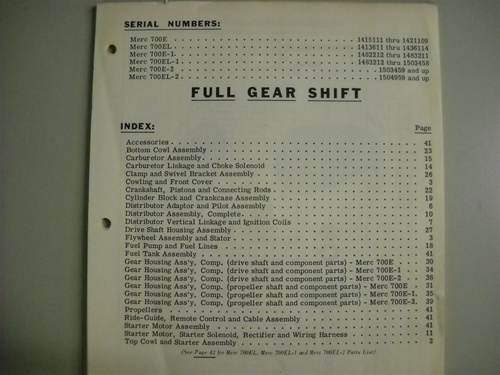 SERIAL NUMBERS:
Merc 700E . . . . . . . . . . . . . . . . . . . . . . 1415111 thru 1421109
Merc 700EL . . . . . . . . . . . . . . . . . . . . . 1413611 thru 1436114
Merc 700E-1. . . . . . . . . . . . . . . . . . . . . 1482212 thru 1483211
Merc 700EL-1 . . . . . . . . . . . . . . . . . . . . 1483212 thru 1503458
Merc 700E-2 . . . . . . . . . . . . . . . . . . . . . 1503459 and up
Merc 700EL-2 . . . . . . . . . . . . . . . . . . . . 1504959 and up
FULL GEAR SHIFT
INDEX: Page
Accessories . . . . . . . . . . . . . . . . . . . . 41
Bottom Cowl Assembly . . . . . . . . . . . . . . . . 23
Carburetor Assembly . . . . . . . . . . . . . . . . 15
Carburetor Linkage and Choke Solenoid . . . . . . . . 14
Clamp and Swivel Bracket Assembly . . . . . . . . . . 26
Cowling and Front Cover . . . . . . . . . . . . . . . 3
Crankshaft, Pistons and Connecting Rods . . . . . . . 22
Cylinder Block and Crankcase Assembly . . . . . . . . 19
Distributor Adaptor and Pilot Assembly . . . . . . . 6
Distributor Assembly, Complete . . . . . . . . . . . 10
Distributor Vertical Linkage and Ignition Coils . . . 7
Drive Shaft Housing Assembly . . . . . . . . . . . . 27
Flywheel Assembly and Stator . . . . . . . . . . . . 3
Fuel Pump and Fuel Lines . . . . . . . . . . . . . . 18
Fuel Tank Assembly . . . . . . . . . . . . . . . . . 41
Gear Housing Ass'y, Comp. (drive shaft and component parts) - Merc 700E . . . 30
Gear Housing Ass'y, Comp. (drive shaft and component parts) - Merc 700E-1 . . 34
Gear Housing Ass'y, Comp. (drive shaft and component parts) - Merc 700E-2 . . 38
Gear Housing Ass'y, Comp. (propeller shaft and component parts) - Merc 700E . 31
Gear Housing Ass'y, Comp. (propeller shaft and component parts) - Merc 700E-1. 35
Gear Housing Ass'y, Comp. (propeller shaft and component parts) - Merc 700E-2. 39
Propellers . . . . . . . . . . . . . . . . . . . . . 41
Ride-Guide, Remote Control and Cable Assembly . . . . 41
Starter Motor Assembly . . . . . . . . . . . . . . . 41
Starter Motor, Starter Solenoid, Rectifier and Wiring Harness . . . . . . . 11
Top Cowl and Starter Assembly . . . . . . . . . . . . 2
(See Page 42 for Merc 700EL, Merc 700EL-1 and Merc 700EL-2 Parts List)